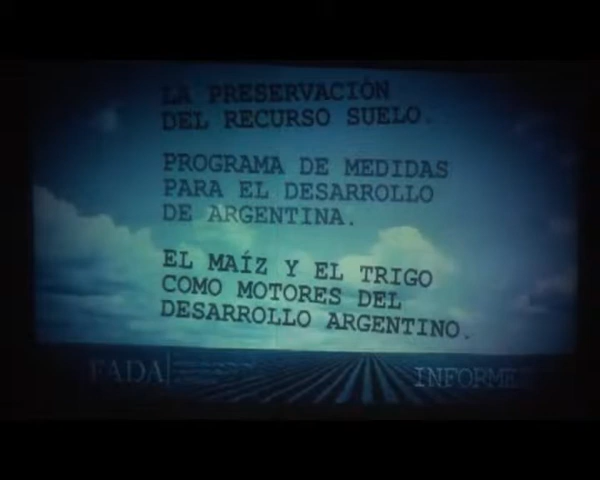 LA PRESERVACIÓN
DEL RECURSO SUELO.
PROGRAMA DE MEDIDAS
PARA EL DESARROLLO
DE ARGENTINA.
EL MAÍZ Y EL TRIGO
COMO MOTORES DEL
DESARROLLO ARGENTINO.
FADA
INFORME